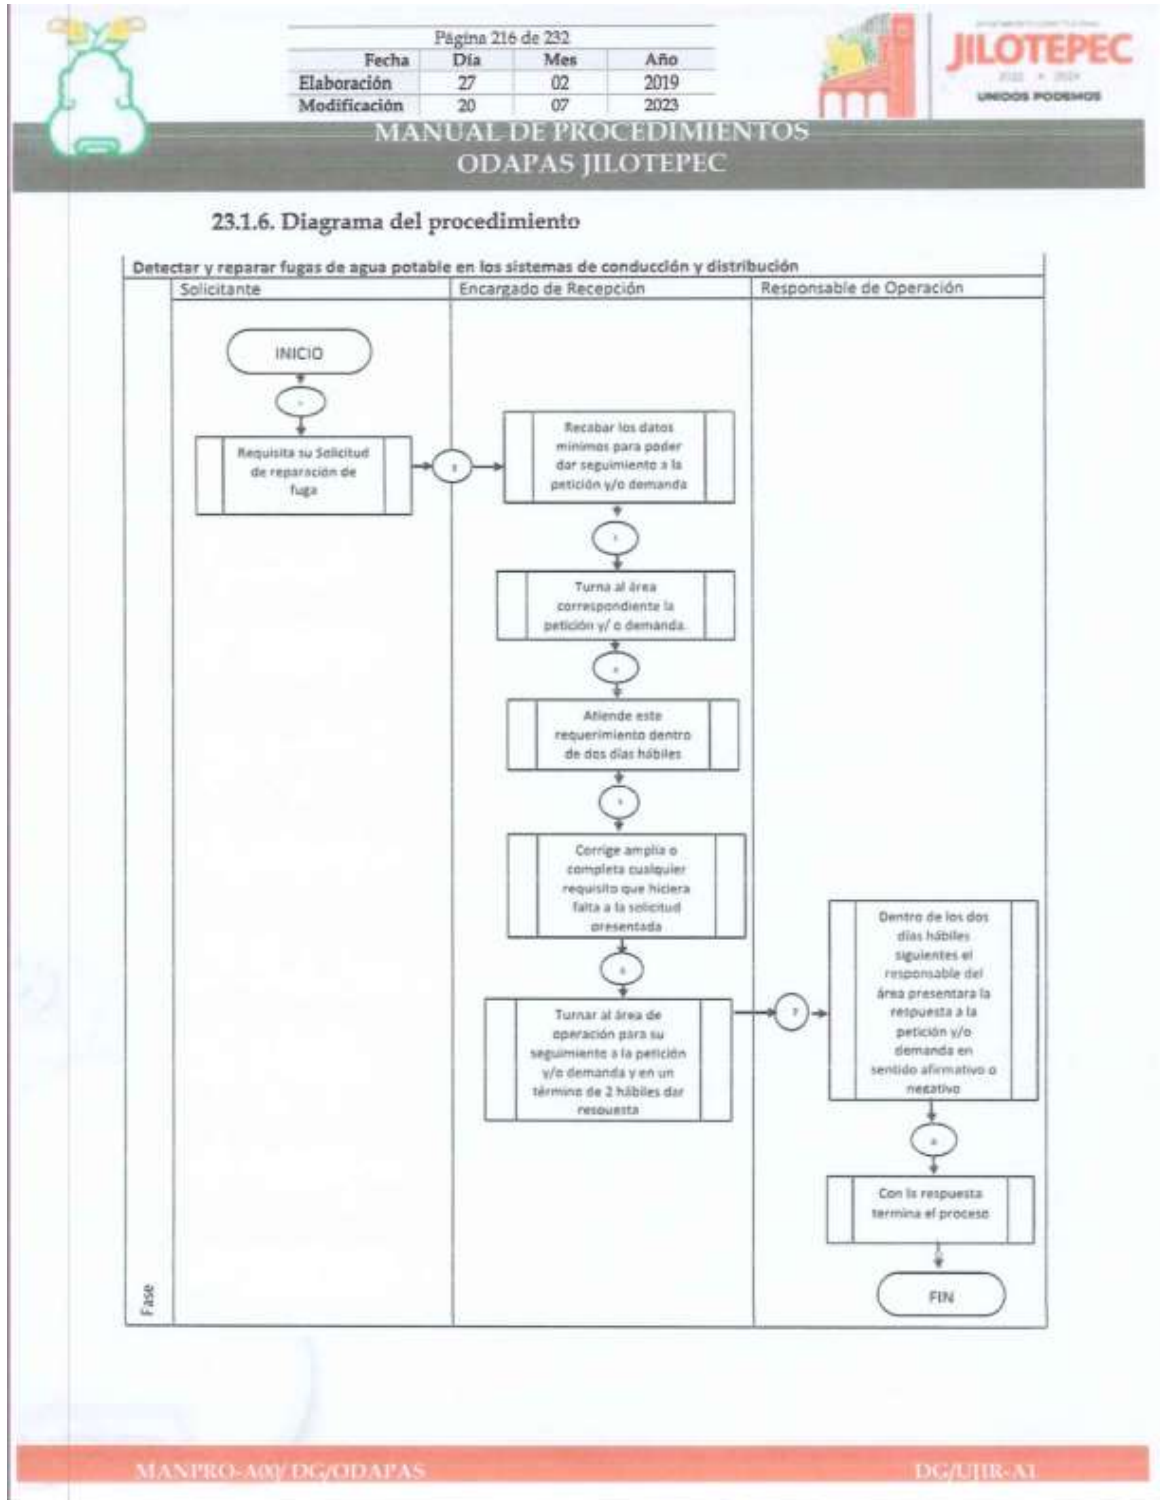 Página 216 de 232
Fecha Día Mes Año
Elaboración 27 02 2019
Modificación 20 07 2023
JILOTEPEC
UNIDOS PODEMOS
MANUAL DE PROCEDIMIENTOS
ODAPAS JILOTEPEC
23.1.6. Diagrama del procedimiento
Detectar y reparar fugas de agua potable en los sistemas de conducción y distribución
Solicitante Encargado de Recepción Responsable de Operación
INICIO
Requisita su Solicitud
de reparación de
fuga
Recabar los datos
mínimos para poder
dar seguimiento a la
petición y/o demanda
Turna al área
correspondiente la
petición y/ o demanda.
Atiende este
requerimiento dentro
de dos días hábiles
Corrige amplia o
completa cualquier
requisito que hiciera
falta a la solicitud
presentada
Turnar al área de
operación para su
seguimiento a la petición
y/o demanda y en un
término de 2 hábiles dar
respuesta
7
Dentro de los dos
días hábiles
siguientes el
responsable del
área presentara la
respuesta a la
petición y/o
demanda en
sentido afirmativo o
negativo
Con la respuesta
termina el proceso
FIN
Fase
MANPRO-A00/ DG/ODAPAS DG/UJIR-A1